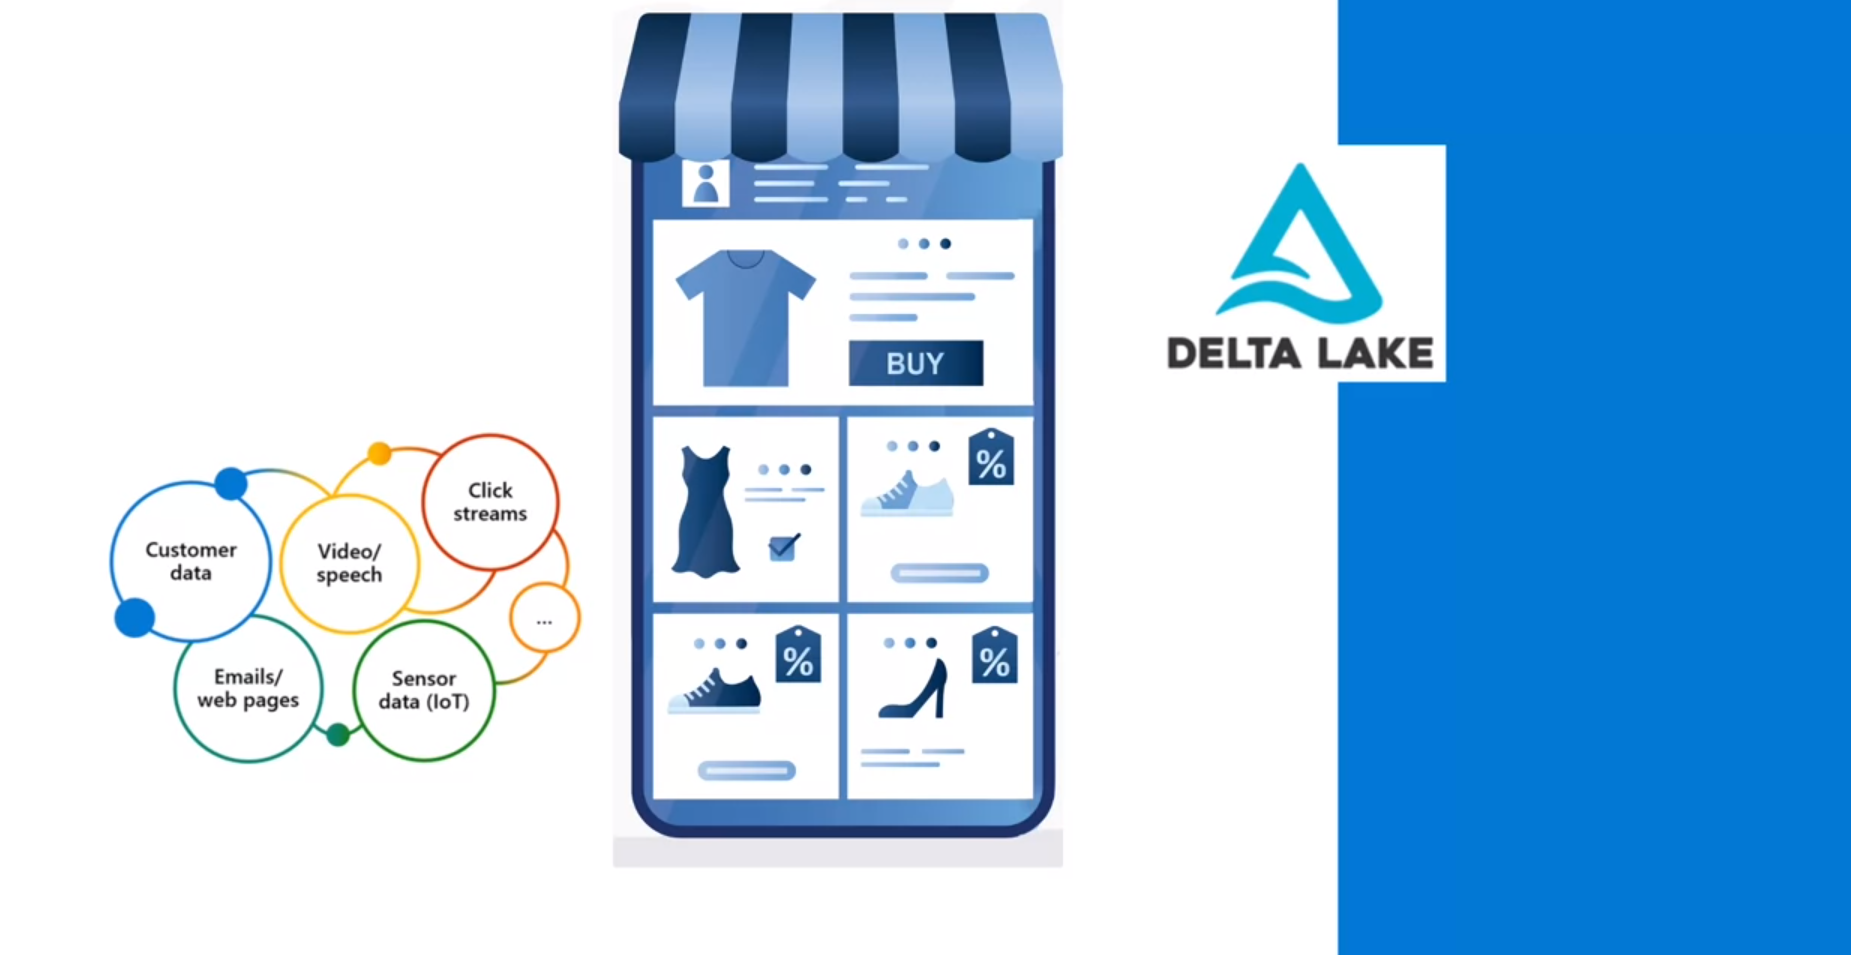 Customer
data
Video/
speech
Click
streams
...
Emails/
web pages
Sensor
data (IoT)
BUY
%
%
%
DELTA LAKE